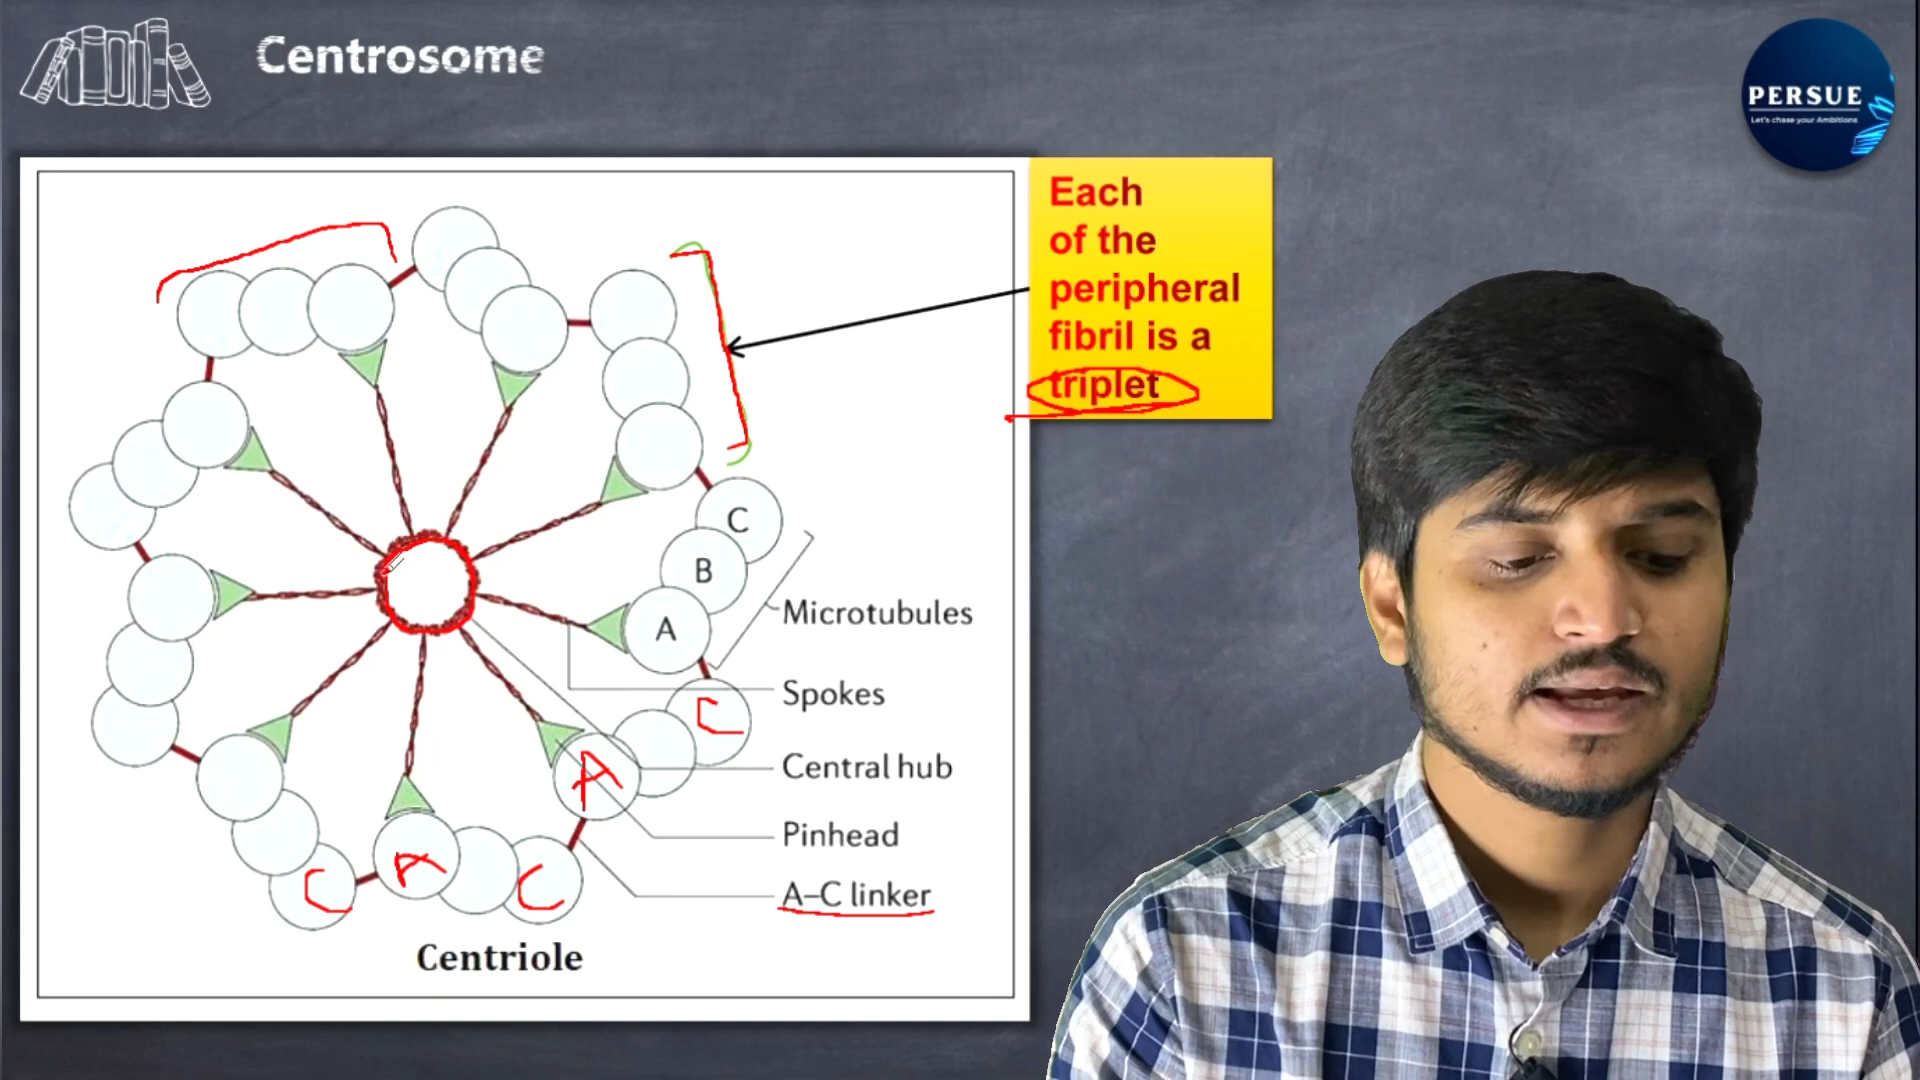 Centrosome
PERSUE
Let's chase your Ambitions
Each
of the
peripheral
fibril is a
triplet
C
B
A
Microtubules
C
Spokes
A
Central hub
Pinhead
C
A
C
A–C linker
Centriole